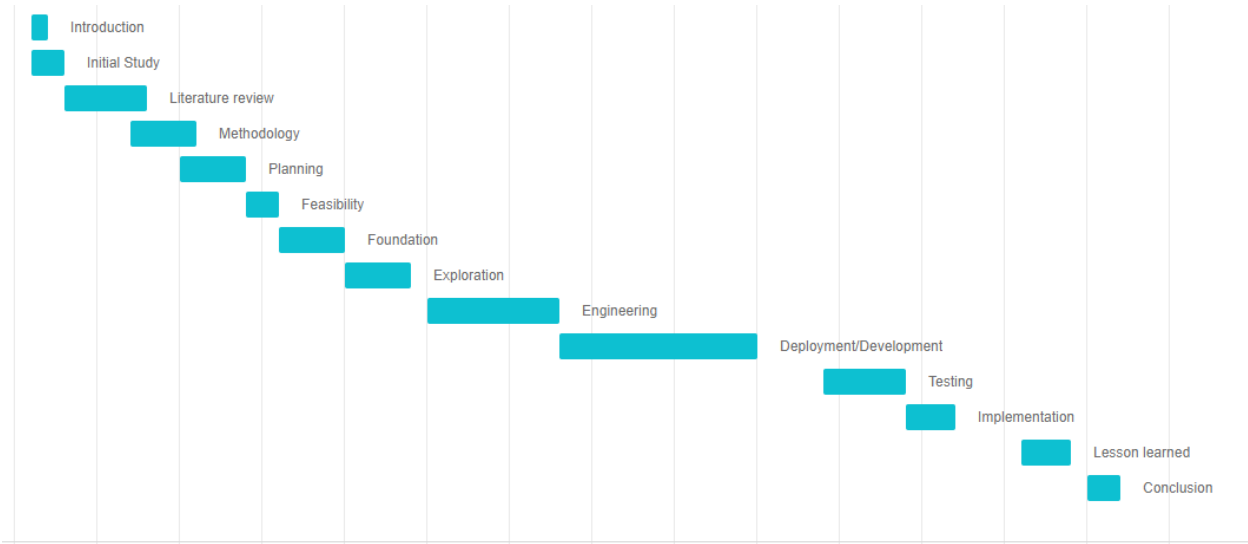 Introduction
Initial Study
Literature review
Methodology
Planning
Feasibility
Foundation
Exploration
Engineering
Deployment/Development
Testing
Implementation
Lesson learned
Conclusion